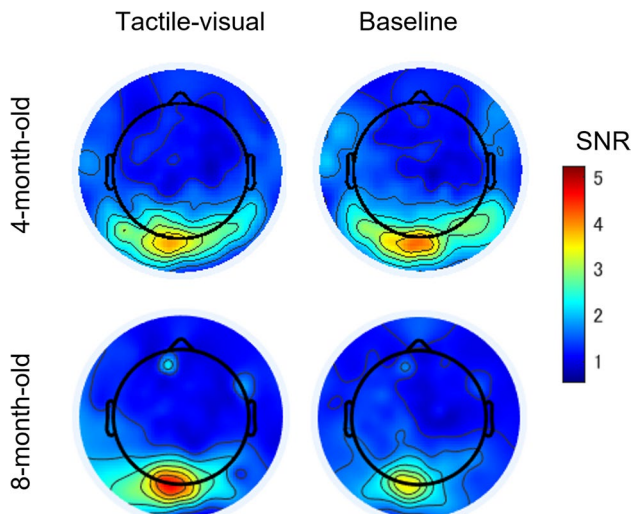 Tactile-visual
Baseline
4-month-old
SNR
5
4
3
2
1
8-month-old